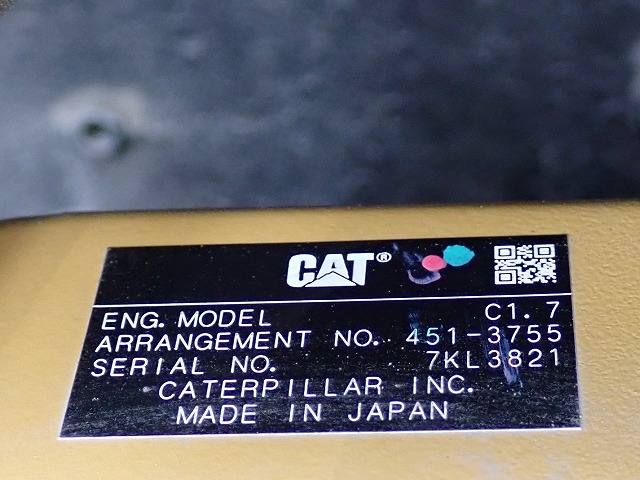 CAT®
ENG. MODEL C1.7
ARRANGEMENT NO. 451-3755
SERIAL NO. 7KL3821
CATERPILLAR INC.
MADE IN JAPAN